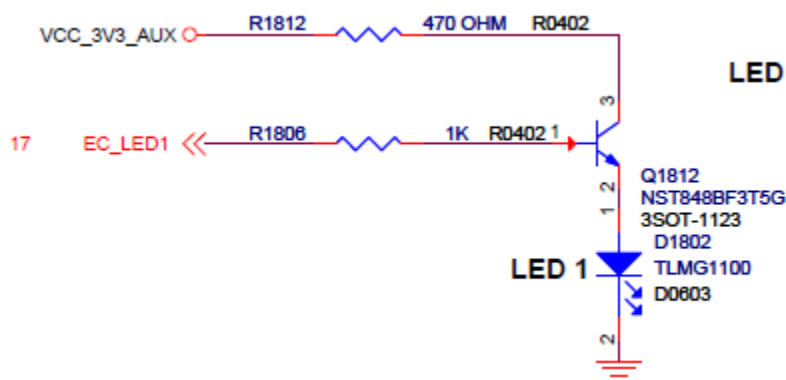 VCC_3V3_AUX R1812 470 OHM R0402
LED
3
17 EC_LED1 R1806 1K R0402 1
Q1812
2 NST848BF3T5G
1 3SOT-1123
D1802
LED 1 TLMG1100
D0603
2